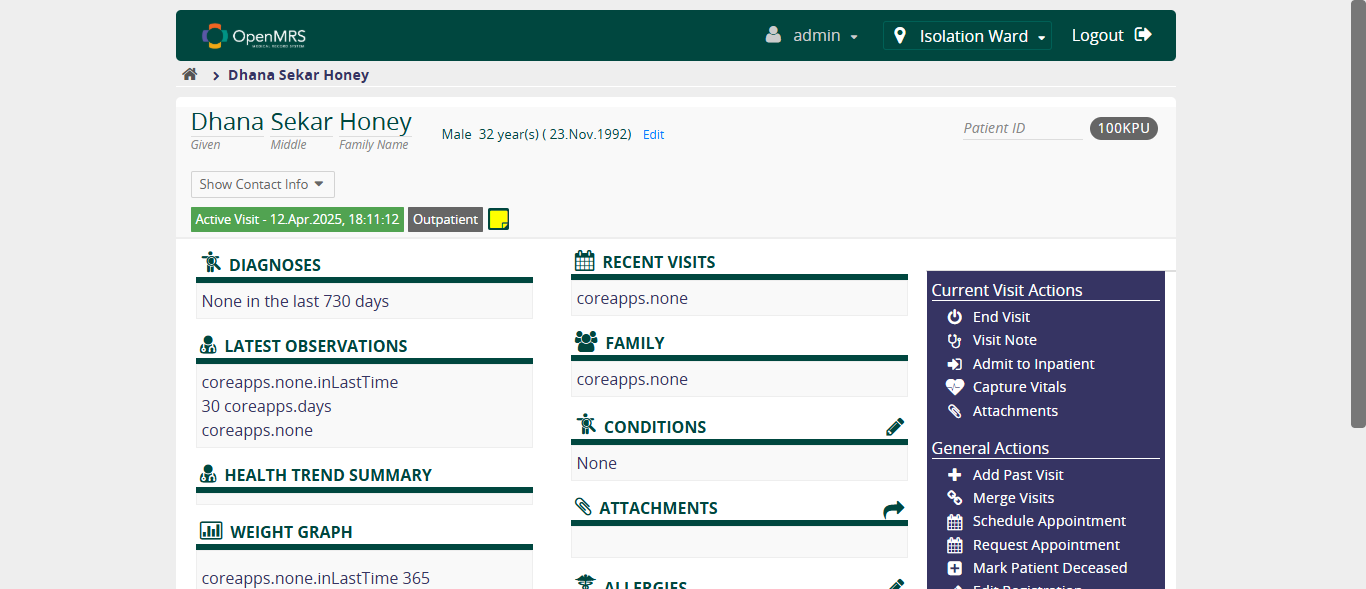 OpenMRS
MEDICAL RECORD SYSTEM
admin
Isolation Ward
Logout
Dhana Sekar Honey
Dhana Sekar Honey
Given Middle Family Name
Male 32 year(s) ( 23.Nov.1992) Edit
Patient ID 100KPU
Show Contact Info
Active Visit - 12.Apr.2025, 18:11:12 Outpatient
DIAGNOSES
None in the last 730 days
LATEST OBSERVATIONS
coreapps.none.inLastTime
30 coreapps.days
coreapps.none
HEALTH TREND SUMMARY
WEIGHT GRAPH
coreapps.none.inLastTime 365
RECENT VISITS
coreapps.none
FAMILY
coreapps.none
CONDITIONS
None
ATTACHMENTS
ALLERGIES
Current Visit Actions
End Visit
Visit Note
Admit to Inpatient
Capture Vitals
Attachments
General Actions
Add Past Visit
Merge Visits
Schedule Appointment
Request Appointment
Mark Patient Deceased
Edit Registration